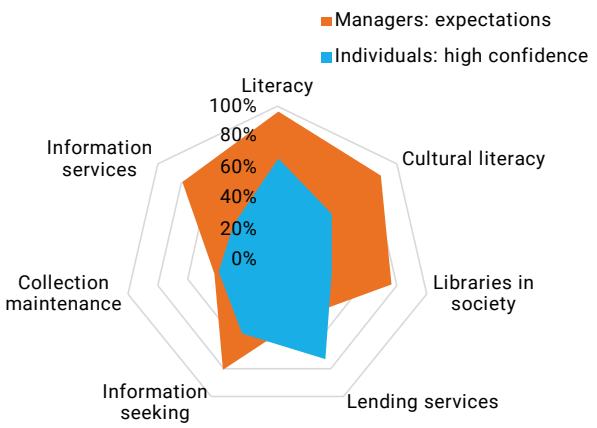 Managers: expectations
Individuals: high confidence
Literacy
100%
80%
60%
40%
20%
0%
Cultural literacy
Libraries in
society
Lending services
Information
seeking
Collection
maintenance
Information
services